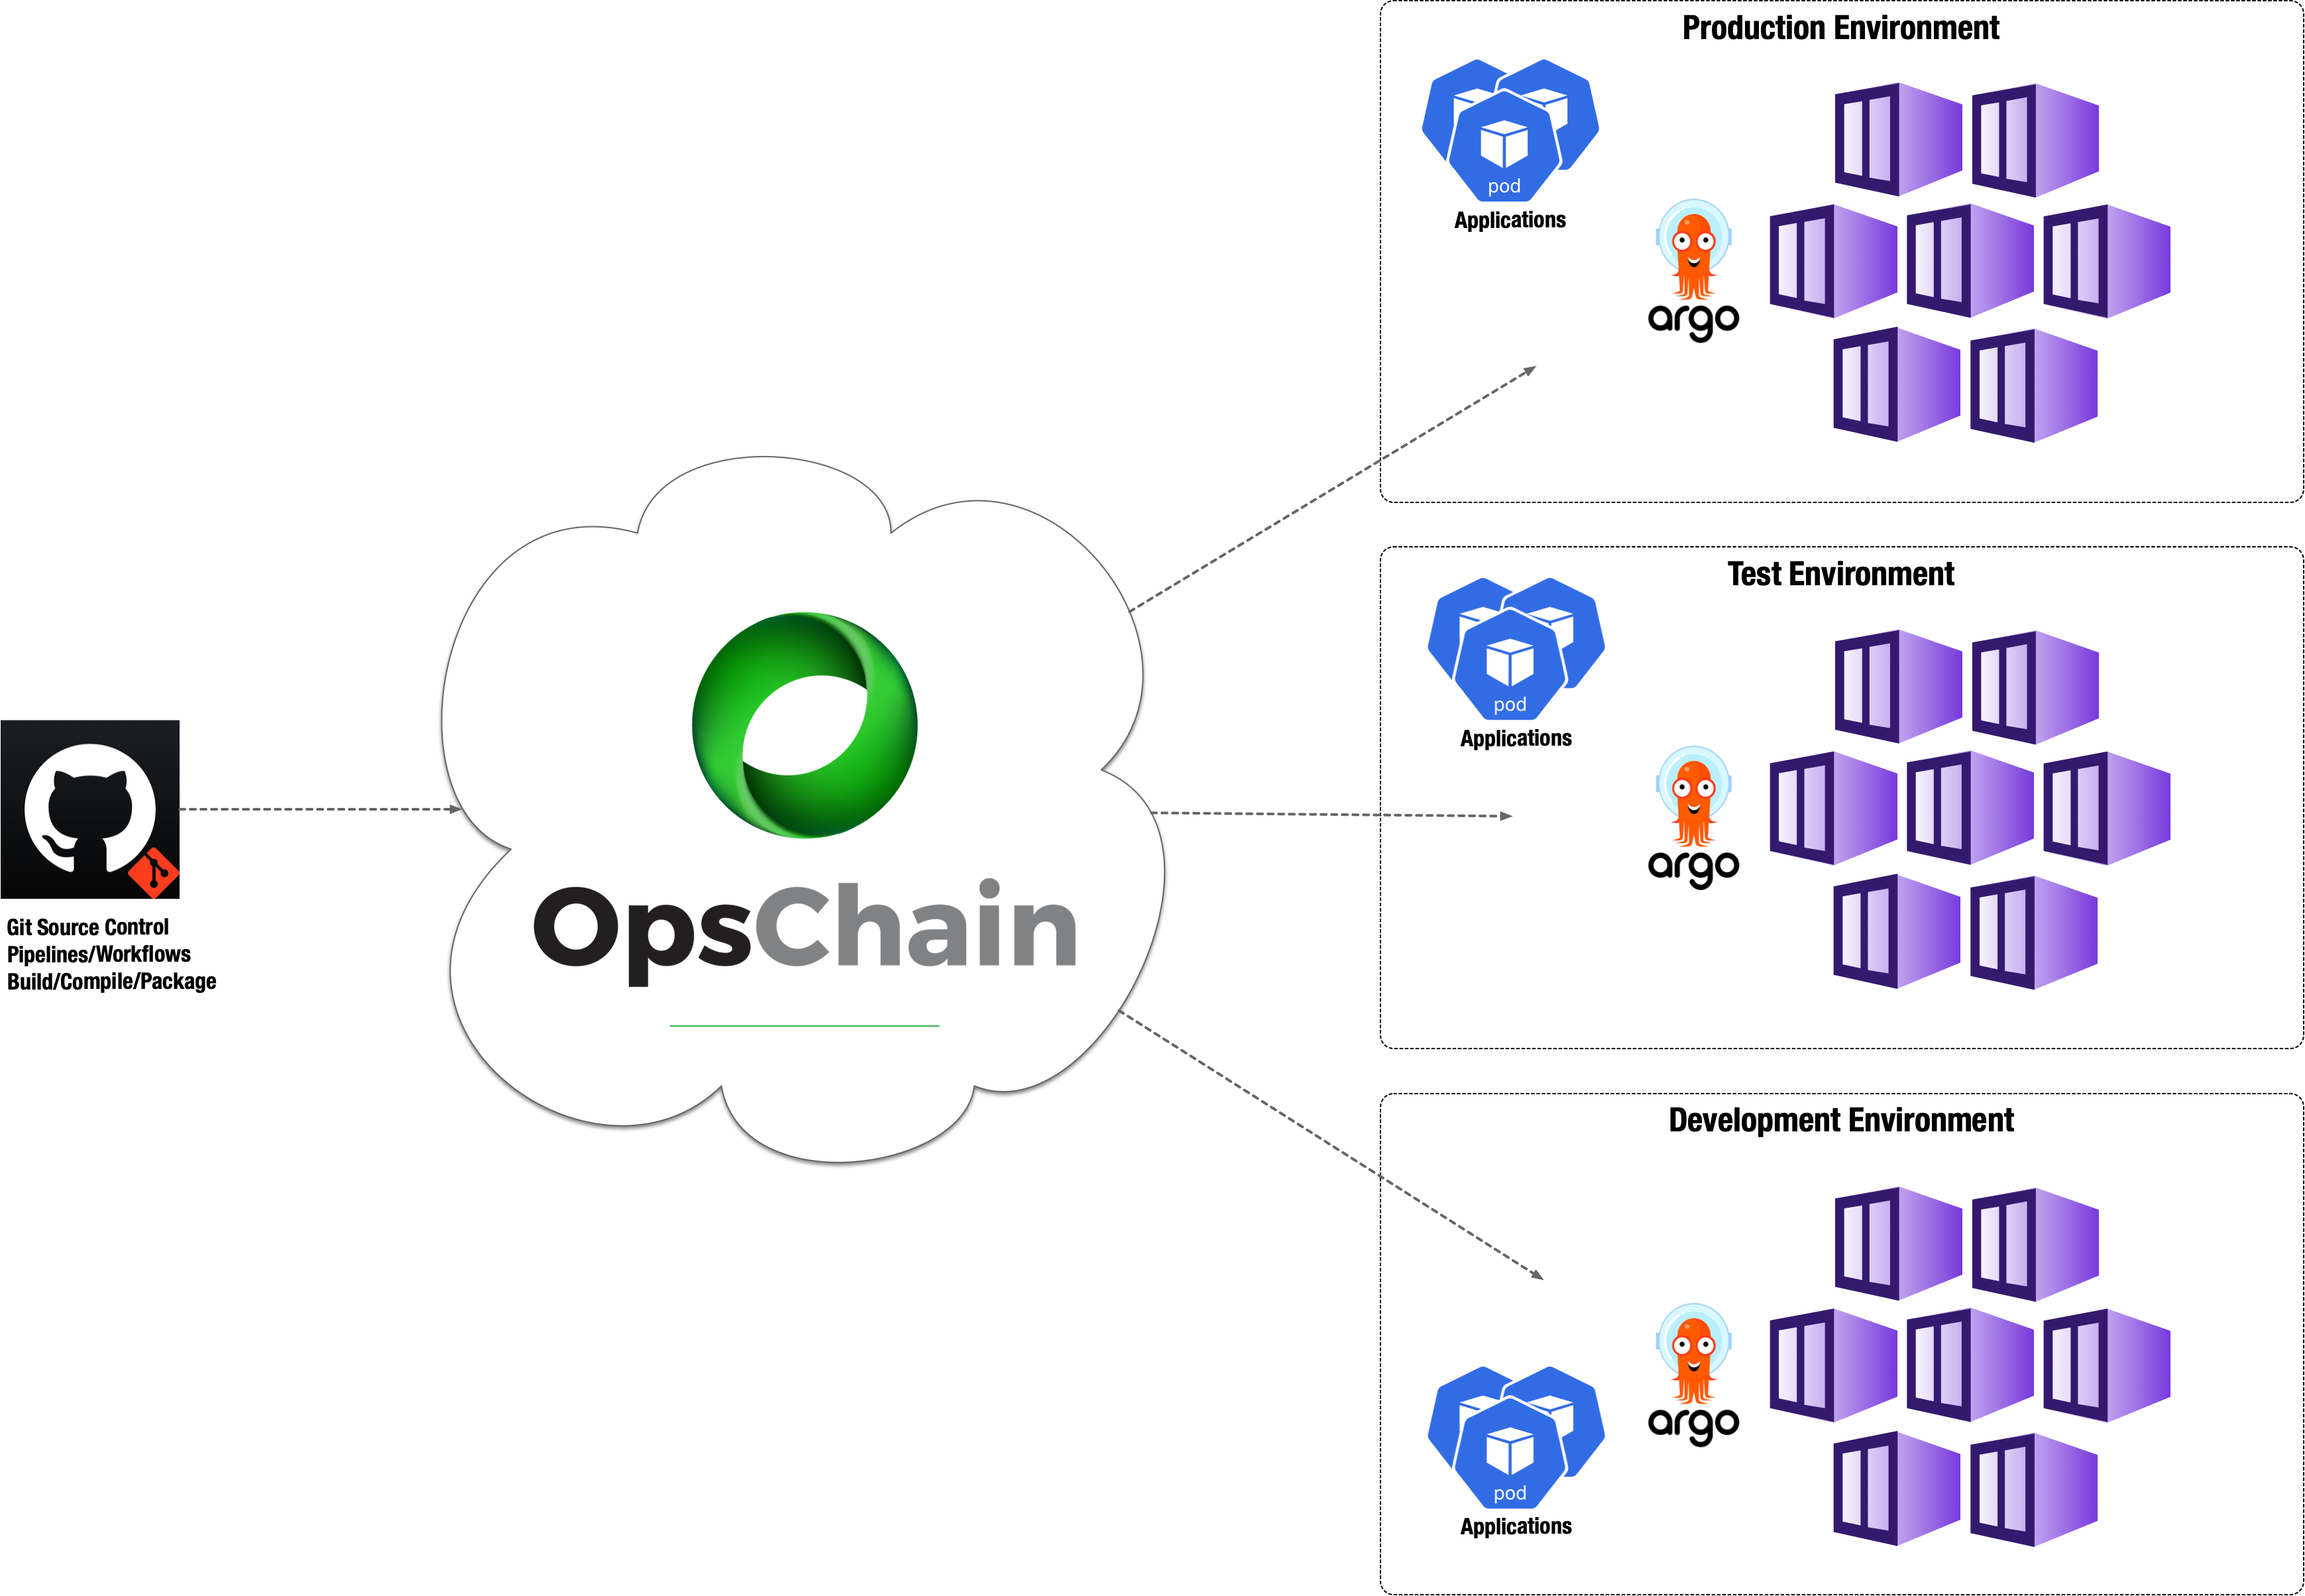 Production Environment
pod
Applications
argo
Test Environment
pod
Applications
argo
OpsChain
Git Source Control
Pipelines/Workflows
Build/Compile/Package
Development Environment
argo
pod
Applications